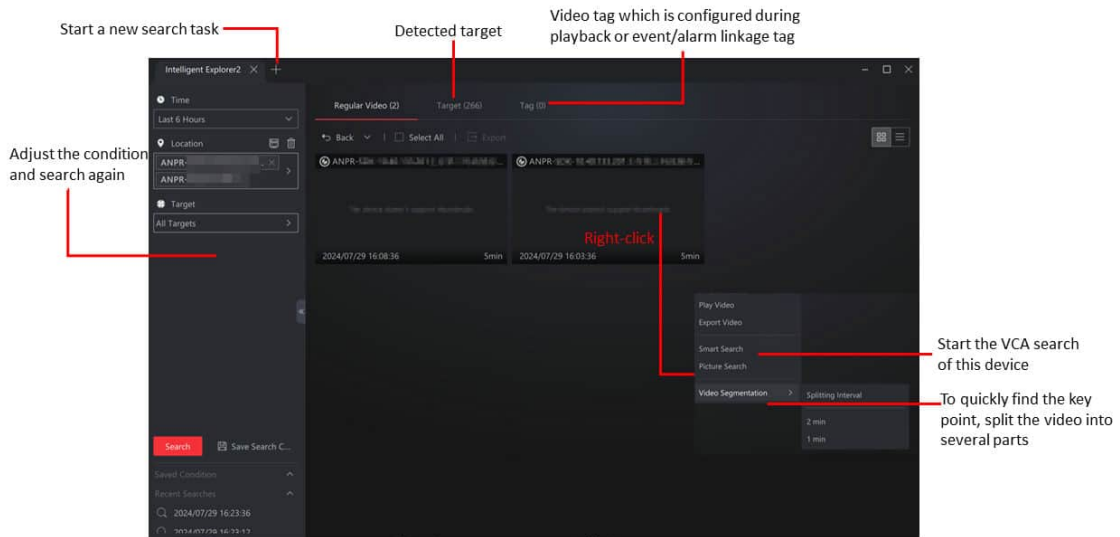 Start a new search task
Detected target
Video tag which is configured during
playback or event/alarm linkage tag
Intelligent Explorer2
Time
Last 6 Hours
Location
ANPR-
ANPR-
Target
All Targets
Adjust the condition
and search again
Regular Video (2) Target (266) Tag (0)
Back Select All Export
ANPR-
ANPR-
The device doesn't support thumbnails.
Right-click
2024/07/29 16:08:36 5min
2024/07/29 16:03:36 5min
Play Video
Export Video
Smart Search
Picture Search
Video Segmentation
Splitting Interval
2 min
1 min
Start the VCA search
of this device
To quickly find the key
point, split the video into
several parts
Search Save Search C...
Saved Condition
Recent Searches
2024/07/29 16:23:36
2024/07/29 16:23:12